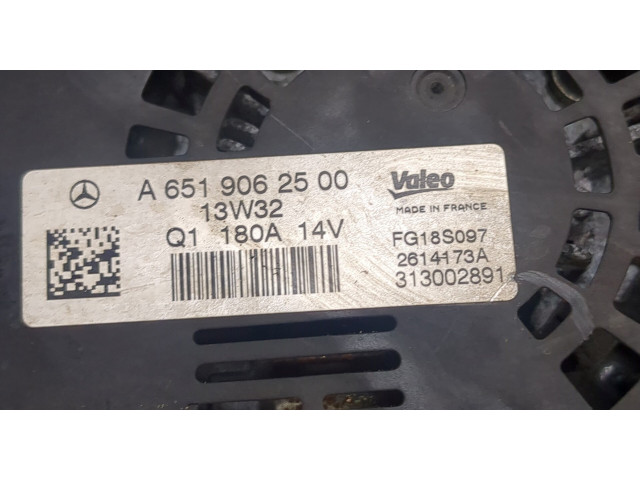 A 651 906 25 00
13W32
Q1 180A 14V
Valeo
MADE IN FRANCE
FG18S097
2614173A
313002891